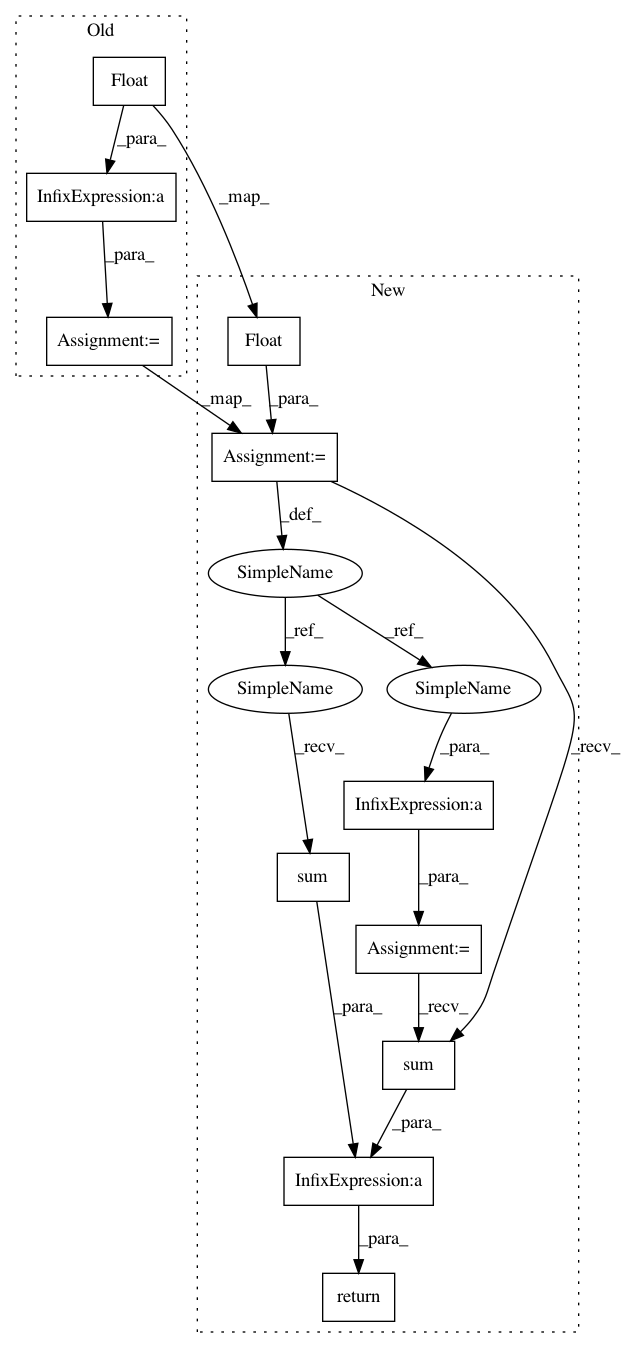 Old
Float
_para_
InfixExpression:a
_map_
_para_
New
Assignment:=
Float
_map_
_para_
Assignment:=
_def_
SimpleName
_ref_
_ref_
SimpleName
SimpleName
_recv_
_para_
_recv_
InfixExpression:a
sum
_para_
Assignment:=
_para_
_recv_
sum
_para_
InfixExpression:a
_para_
return